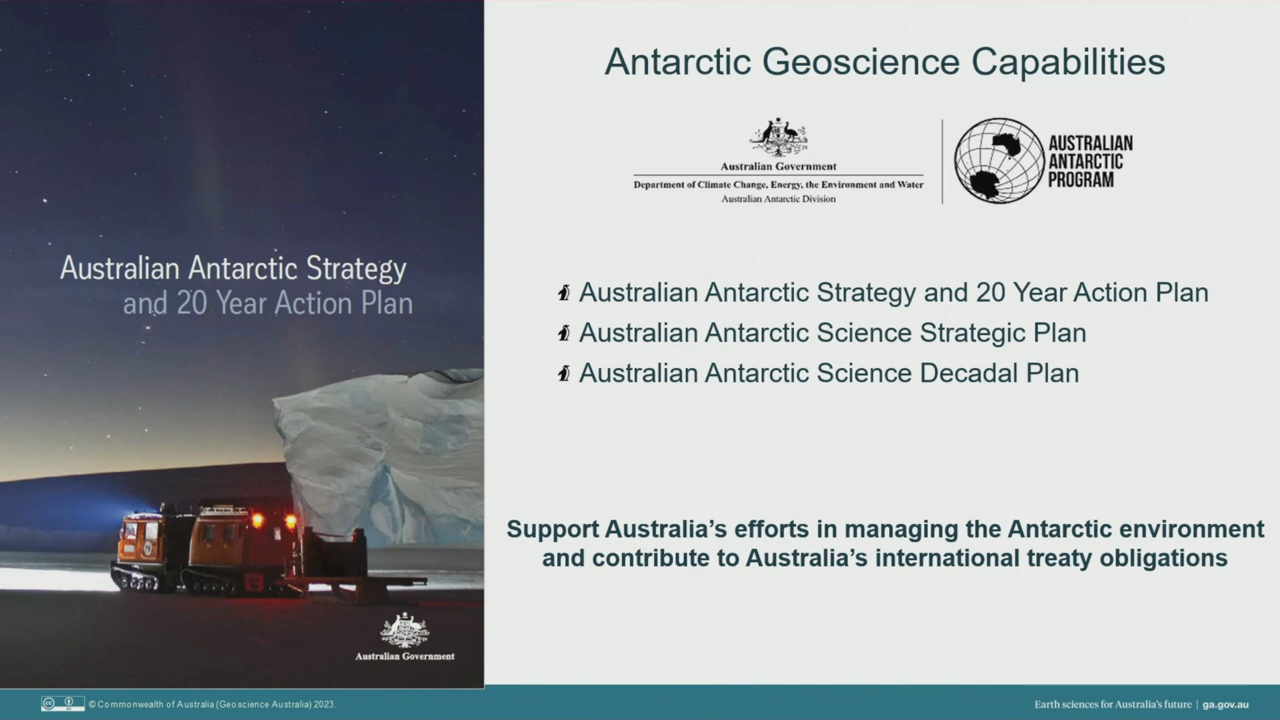 Australian Antarctic Strategy
and 20 Year Action Plan
Australian Government
Antarctic Geoscience Capabilities
Australian Government
Department of Climate Change, Energy, the Environment and Water
Australian Antarctic Division
AUSTRALIAN
ANTARCTIC
PROGRAM
Australian Antarctic Strategy and 20 Year Action Plan
Australian Antarctic Science Strategic Plan
Australian Antarctic Science Decadal Plan
Support Australia's efforts in managing the Antarctic environment
and contribute to Australia's international treaty obligations
© Commonwealth of Australia (Geoscience Australia) 2023.
Earth sciences for Australia's future | ga.gov.au